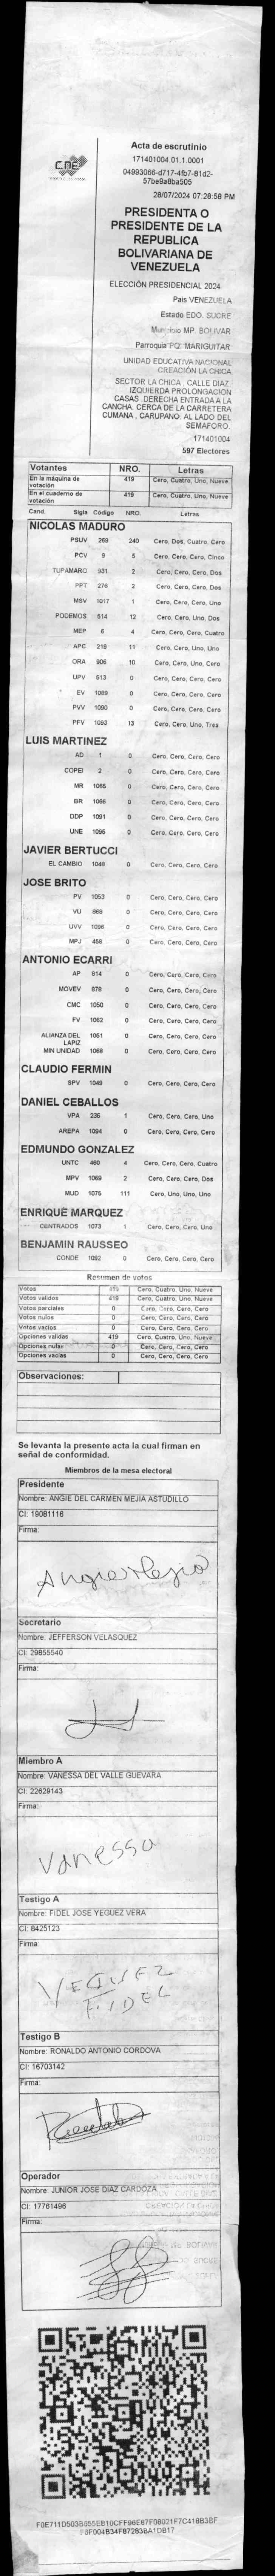 CNE
Acta de escrutinio
171401004.01.1.0001
04993066-d717-4fb7-81d2-
57be9a8ba505
28/07/2024 07:28:58 PM
PRESIDENTA O
PRESIDENTE DE LA
REPUBLICA
BOLIVARIANA DE
VENEZUELA
ELECCIÓN PRESIDENCIAL 2024
País VENEZUELA
Estado EDO. SUCRE
Municipio MP. BOLIVAR
Parroquia PQ. MARIGUITAR
UNIDAD EDUCATIVA NACIONAL
CREACIÓN LA CHICA
SECTOR LA CHICA , CALLE DIAZ.
IZQUIERDA PROLONGACIÓN
CASAS. DERECHA ENTRADA A LA
CANCHA. CERCA DE LA CARRETERA
CUMANA , CARUPANO. AL LADO DEL
SEMAFORO.
171401004
597 Electores
Votantes NRO. Letras
En la máquina de votación 419 Cero, Cuatro, Uno, Nueve
En el cuaderno de votación 419 Cero, Cuatro, Uno, Nueve
Cand. Sigla Código NRO. Letras
NICOLAS MADURO
PSUV 269 240 Cero, Dos, Cuatro, Cero
PCV 9 5 Cero, Cero, Cero, Cinco
TUPAMARO 931 2 Cero, Cero, Cero, Dos
PPT 276 2 Cero, Cero, Cero, Dos
MSV 1017 1 Cero, Cero, Cero, Uno
PODEMOS 514 12 Cero, Cero, Uno, Dos
MEP 6 4 Cero, Cero, Cero, Cuatro
APC 219 11 Cero, Cero, Uno, Uno
ORA 906 10 Cero, Cero, Uno, Cero
UPV 513 0 Cero, Cero, Cero, Cero
EV 1089 0 Cero, Cero, Cero, Cero
PVV 1090 0 Cero, Cero, Cero, Cero
PFV 1093 13 Cero, Cero, Uno, Tres
LUIS MARTINEZ
AD 1 0 Cero, Cero, Cero, Cero
COPEI 2 0 Cero, Cero, Cero, Cero
MR 1065 0 Cero, Cero, Cero, Cero
BR 1066 0 Cero, Cero, Cero, Cero
DDP 1091 0 Cero, Cero, Cero, Cero
UNE 1095 0 Cero, Cero, Cero, Cero
JAVIER BERTUCCI
EL CAMBIO 1048 0 Cero, Cero, Cero, Cero
JOSE BRITO
PV 1053 0 Cero, Cero, Cero, Cero
VU 868 0 Cero, Cero, Cero, Cero
UVV 1096 0 Cero, Cero, Cero, Cero
MPJ 458 0 Cero, Cero, Cero, Cero
ANTONIO ECARRI
AP 814 0 Cero, Cero, Cero, Cero
MOVEV 878 0 Cero, Cero, Cero, Cero
CMC 1050 0 Cero, Cero, Cero, Cero
FV 1062 0 Cero, Cero, Cero, Cero
ALIANZA DEL LAPIZ 1051 0 Cero, Cero, Cero, Cero
MIN UNIDAD 1068 0 Cero, Cero, Cero, Cero
CLAUDIO FERMIN
SPV 1049 0 Cero, Cero, Cero, Cero
DANIEL CEBALLOS
VPA 236 1 Cero, Cero, Cero, Uno
AREPA 1094 0 Cero, Cero, Cero, Cero
EDMUNDO GONZALEZ
UNTC 460 4 Cero, Cero, Cero, Cuatro
MPV 1069 2 Cero, Cero, Cero, Dos
MUD 1075 111 Cero, Uno, Uno, Uno
ENRIQUE MARQUEZ
CENTRADOS 1073 1 Cero, Cero, Cero, Uno
BENJAMIN RAUSSEO
CONDE 1092 0 Cero, Cero, Cero, Cero
Resumen de votos
Votos 419 Cero, Cuatro, Uno, Nueve
Votos validos 419 Cero, Cuatro, Uno, Nueve
Votos parciales 0 Cero, Cero, Cero, Cero
Votos nulos 0 Cero, Cero, Cero, Cero
Votos vacios 0 Cero, Cero, Cero, Cero
Opciones validas 419 Cero, Cuatro, Uno, Nueve
Opciones nulas 0 Cero, Cero, Cero, Cero
Opciones vacias 0 Cero, Cero, Cero, Cero
Observaciones:
Se levanta la presente acta la cual firman en
señal de conformidad.
Miembros de la mesa electoral
Presidente
Nombre: ANGIE DEL CARMEN MEJIA ASTUDILLO
CI: 19081116
Firma:
Angie Mejia
Secretario
Nombre: JEFFERSON VELASQUEZ
CI: 29855540
Firma:
Miembro A
Nombre: VANESSA DEL VALLE GUEVARA
CI: 22629143
Firma:
Vanessa
Testigo A
Nombre: FIDEL JOSE YEGUEZ VERA
CI: 8425123
Firma:
YEGUEZ
FIDEL
Testigo B
Nombre: RONALDO ANTONIO CORDOVA
CI: 16703142
Firma:
Operador
Nombre: JUNIOR JOSE DIAZ CARDOZA
CI: 17761496
Firma: